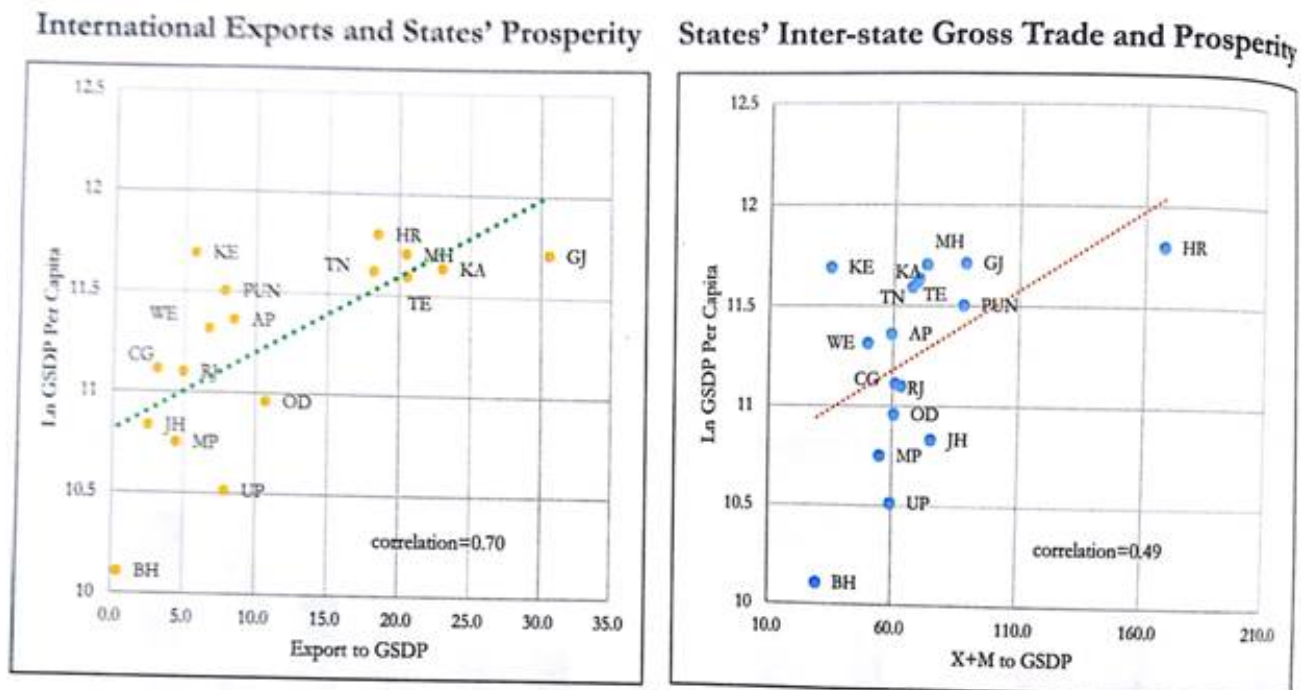 International Exports and States' Prosperity
12.5
12
11.5
11
10.5
10
Ln GSDP Per Capita
KE
HR
MH
TN
KA
GJ
TE
PUN
WE
AP
CG
RJ
OD
JH
MP
UP
BH
correlation=0.70
0.0 5.0 10.0 15.0 20.0 25.0 30.0 35.0
Export to GSDP
States' Inter-state Gross Trade and Prosperity
12.5
12
11.5
11
10.5
10
Ln GSDP Per Capita
MH
HR
KE
KA
GJ
TN
TE
PUN
WE
AP
CG
RJ
OD
JH
MP
UP
BH
correlation=0.49
10.0 60.0 110.0 160.0 210.0
X+M to GSDP